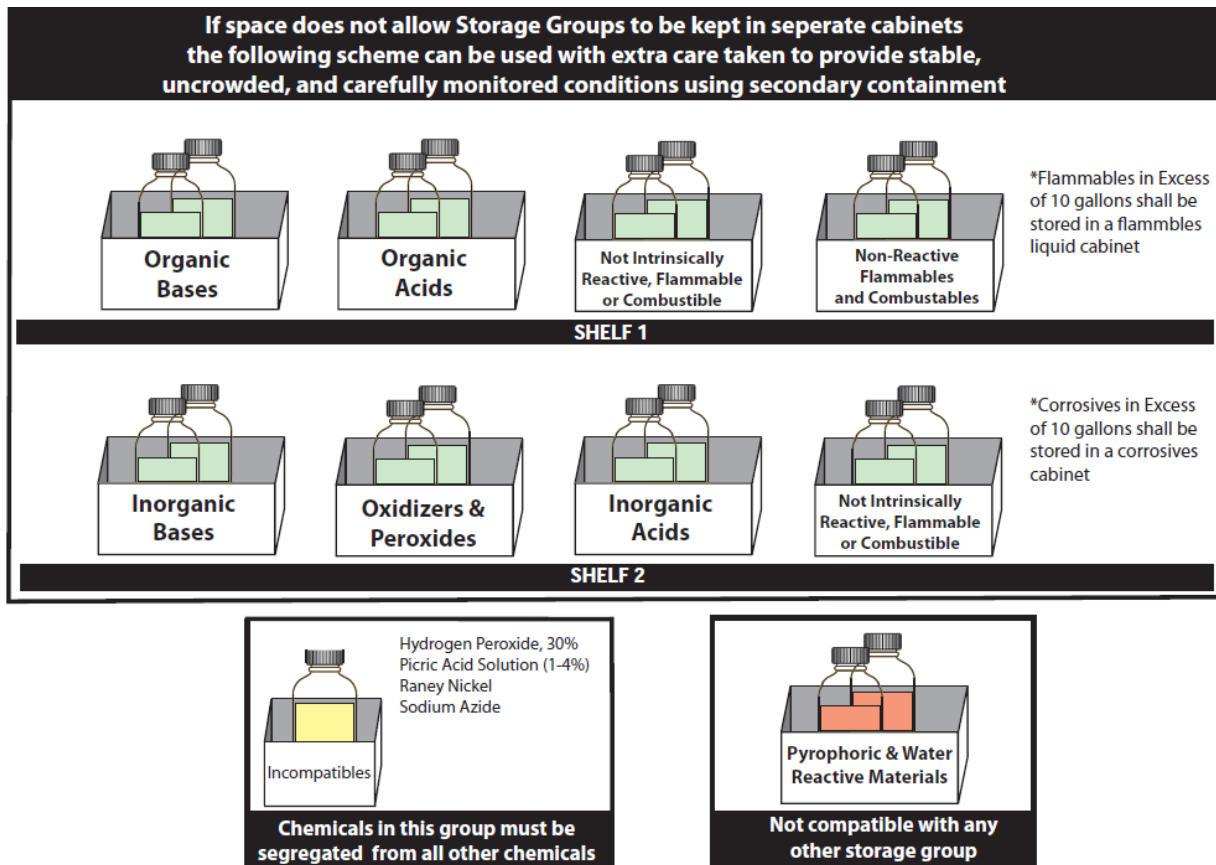 If space does not allow Storage Groups to be kept in seperate cabinets
the following scheme can be used with extra care taken to provide stable,
uncrowded, and carefully monitored conditions using secondary containment
Organic
Bases
Organic
Acids
Not Intrinsically
Reactive, Flammable
or Combustible
Non-Reactive
Flammables
and Combustables
*Flammables in Excess
of 10 gallons shall be
stored in a flammbles
liquid cabinet
SHELF 1
Inorganic
Bases
Oxidizers &
Peroxides
Inorganic
Acids
Not Intrinsically
Reactive, Flammable
or Combustible
*Corrosives in Excess
of 10 gallons shall be
stored in a corrosives
cabinet
SHELF 2
Hydrogen Peroxide, 30%
Picric Acid Solution (1-4%)
Raney Nickel
Sodium Azide
Incompatibles
Chemicals in this group must be
segregated from all other chemicals
Pyrophoric & Water
Reactive Materials
Not compatible with any
other storage group